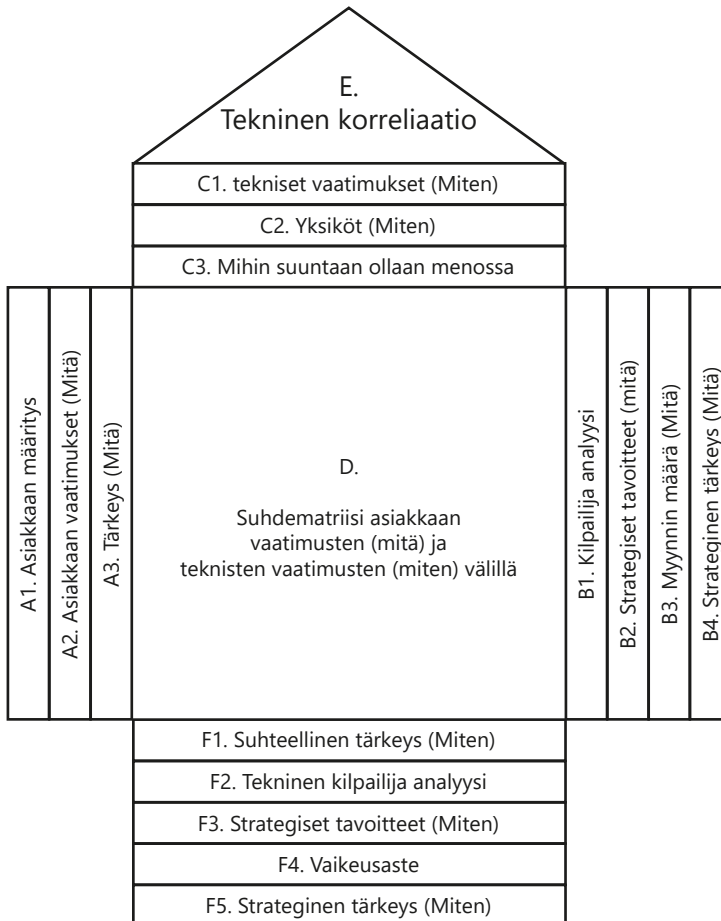 E.
Tekninen korreliaatio
C1. tekniset vaatimukset (Miten)
C2. Yksiköt (Miten)
C3. Mihin suuntaan ollaan menossa
A1. Asiakkaan määritys
A2. Asiakkaan vaatimukset (Mitä)
A3. Tärkeys (Mitä)
D.
Suhdematriisi asiakkaan
vaatimusten (mitä) ja
teknisten vaatimusten (miten) välillä
B1. Kilpailija analyysi
B2. Strategiset tavoitteet (mitä)
B3. Myynnin määrä (Mitä)
B4. Strateginen tärkeys (Mitä)
F1. Suhteellinen tärkeys (Miten)
F2. Tekninen kilpailija analyysi
F3. Strategiset tavoitteet (Miten)
F4. Vaikeusaste
F5. Strateginen tärkeys (Miten)